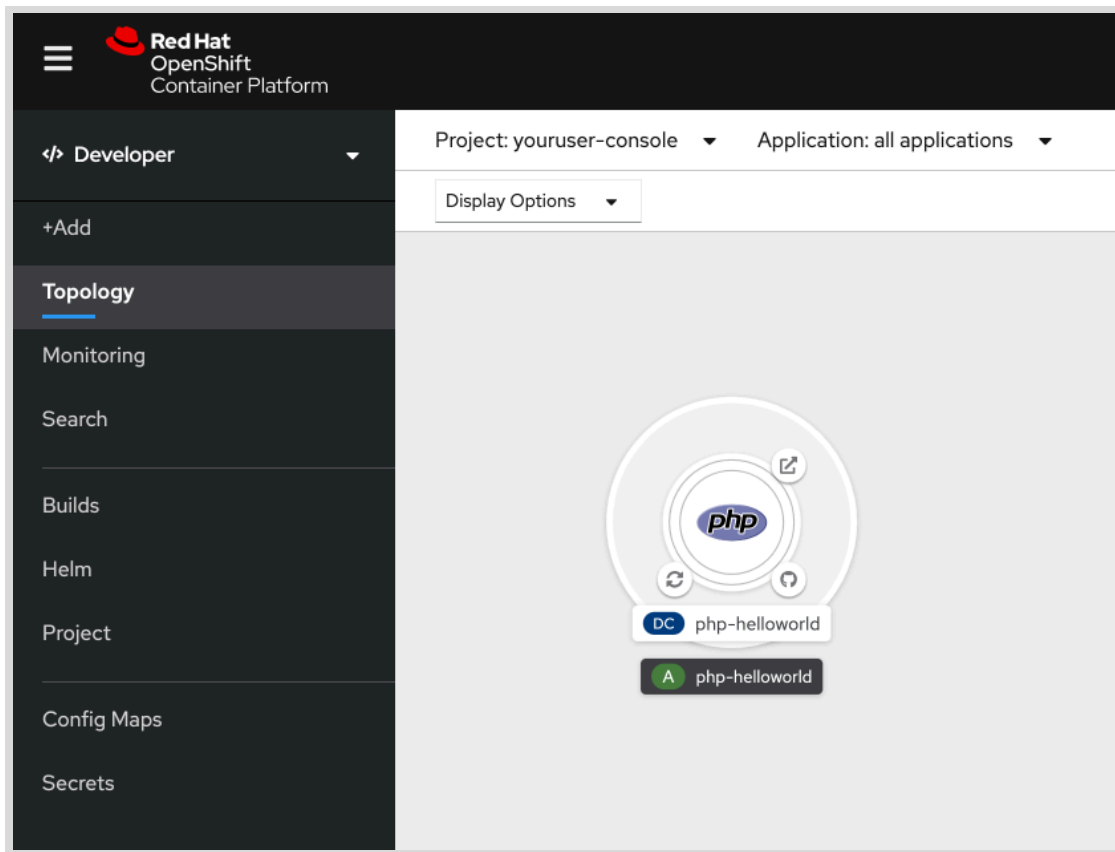 Red Hat
OpenShift
Container Platform
</> Developer
Project: youruser-console
Application: all applications
Display Options
+Add
Topology
Monitoring
Search
Builds
Helm
Project
Config Maps
Secrets
php
DC php-helloworld
A php-helloworld